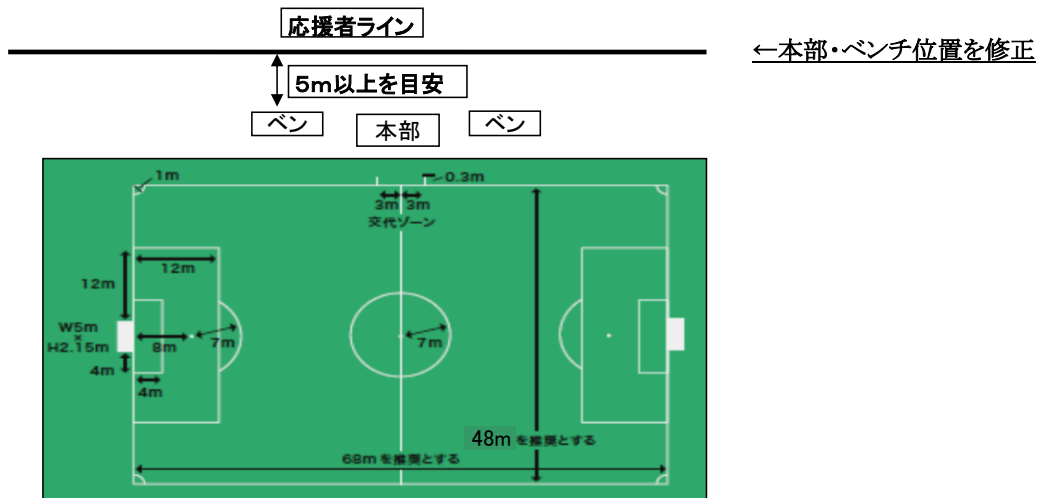 応援者ライン
←本部・ベンチ位置を修正
5m以上を目安
ベン
本部
ベン
1m
0.3m
3m 3m
交代ゾーン
12m
12m
W5m
×
H2.15m
8m
7m
7m
4m
4m
48m を推奨とする
68m を推奨とする